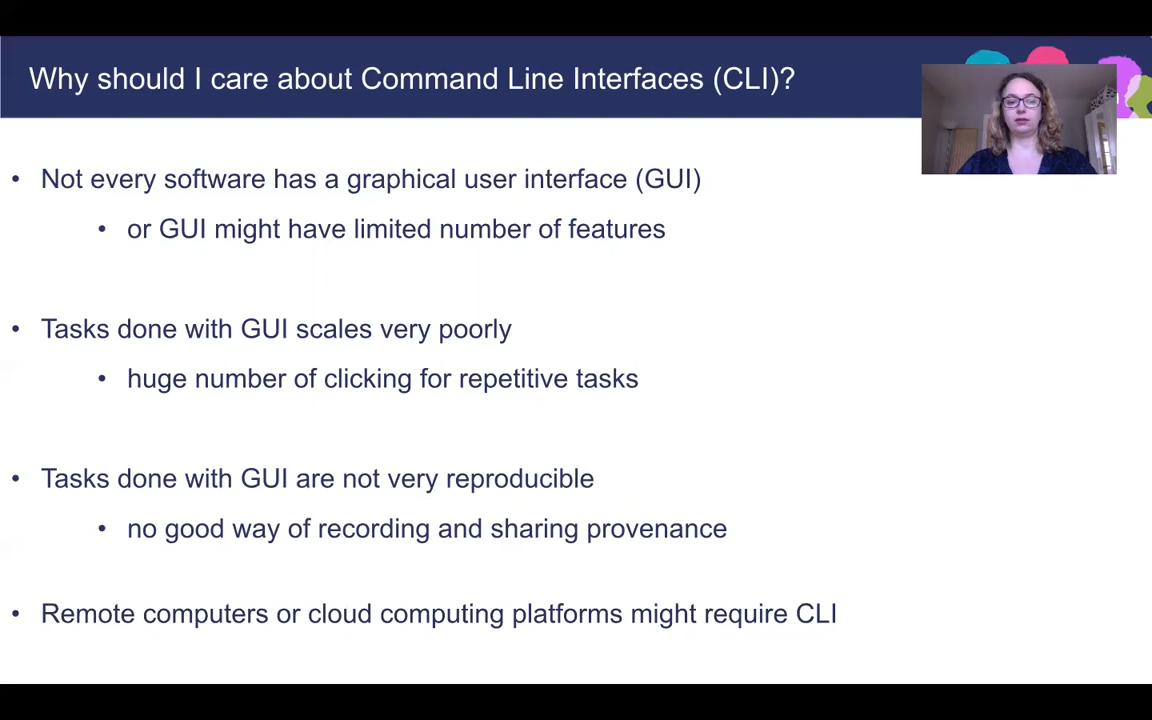 Why should I care about Command Line Interfaces (CLI)?
• Not every software has a graphical user interface (GUI)
• or GUI might have limited number of features
• Tasks done with GUI scales very poorly
• huge number of clicking for repetitive tasks
• Tasks done with GUI are not very reproducible
• no good way of recording and sharing provenance
• Remote computers or cloud computing platforms might require CLI